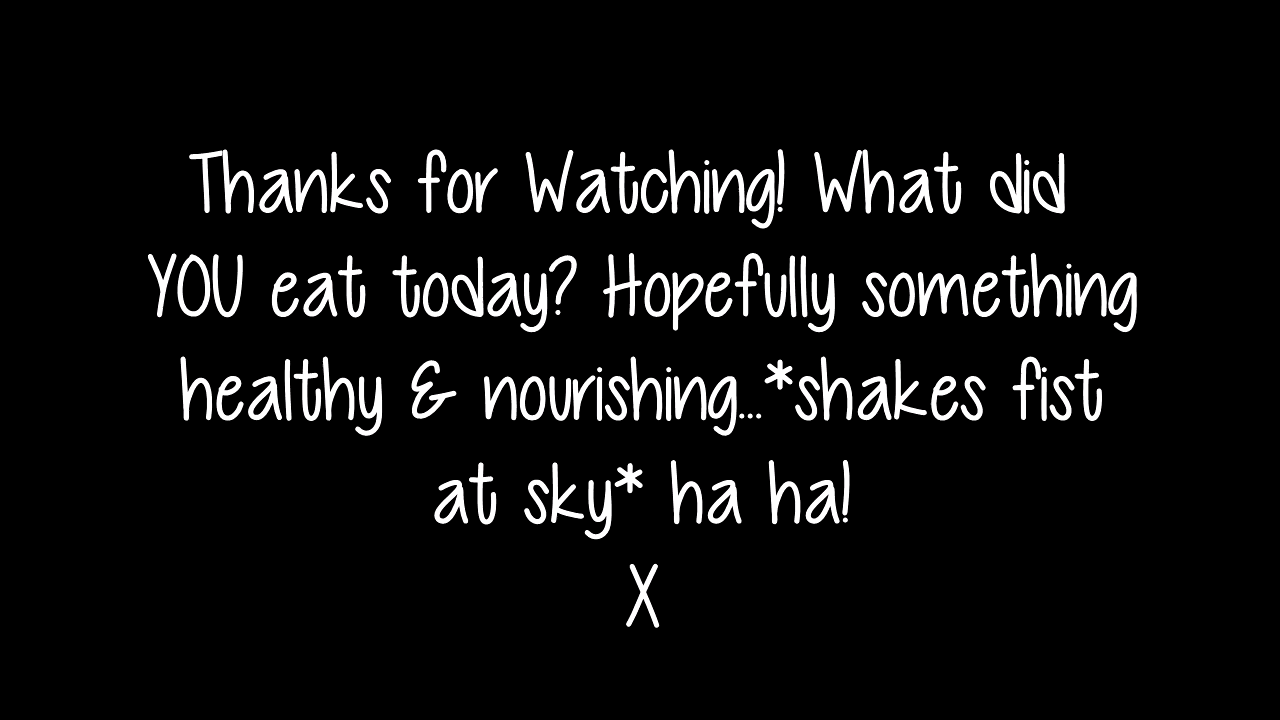 Thanks for Watching! What did
YOU eat today? Hopefully something
healthy & nourishing...*shakes fist
at sky* ha ha!
X